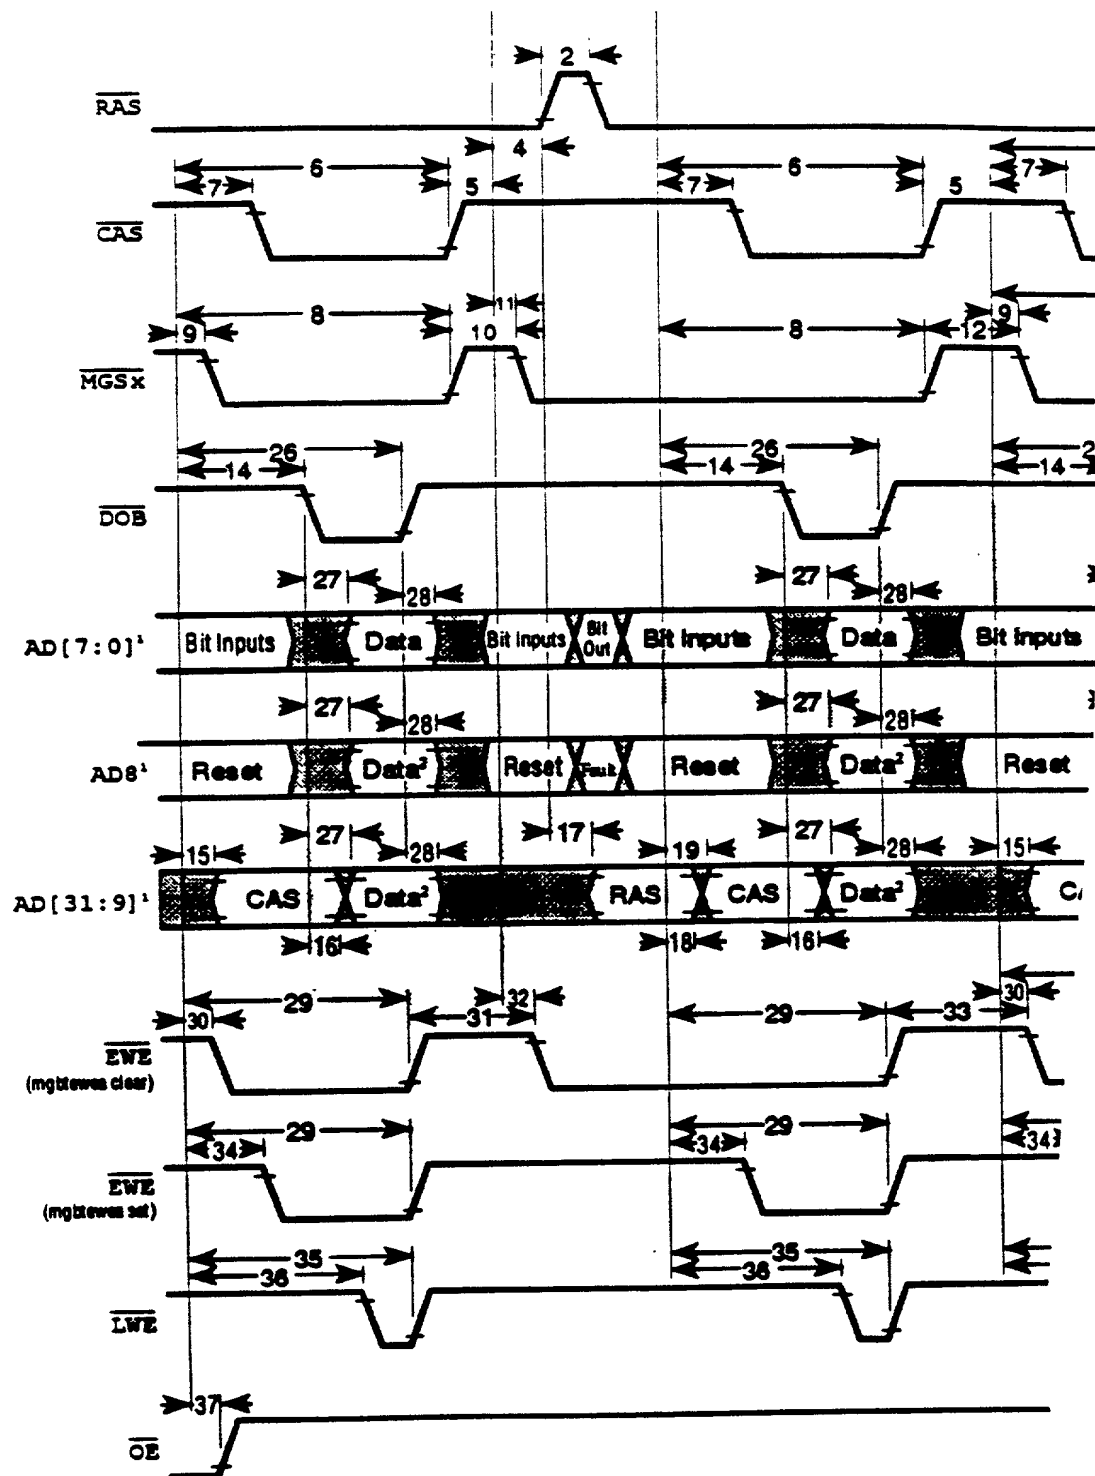 2
RAS
4
6
6
7
5
7
5
7
CAS
11
8
9
8
9
10
12
MGSx
26
26
2
14
14
14
DOB
27
28
27
28
AD[7:0]¹
Bit Inputs
Data
Bit Inputs
Bit Out
Bit Inputs
Data
Bit Inputs
27
28
27
28
AD8¹
Reset
Data²
Reset
Fault
Reset
Data²
Reset
27
17
27
15
28
19
28
15
AD[31:9]¹
CAS
Data²
RAS
CAS
Data²
CA
16
18
16
29
32
29
30
30
31
33
EWE
(mgbtewes clear)
29
29
34
34
34
EWE
(mgbtewes set)
35
35
36
36
LWE
37
OE